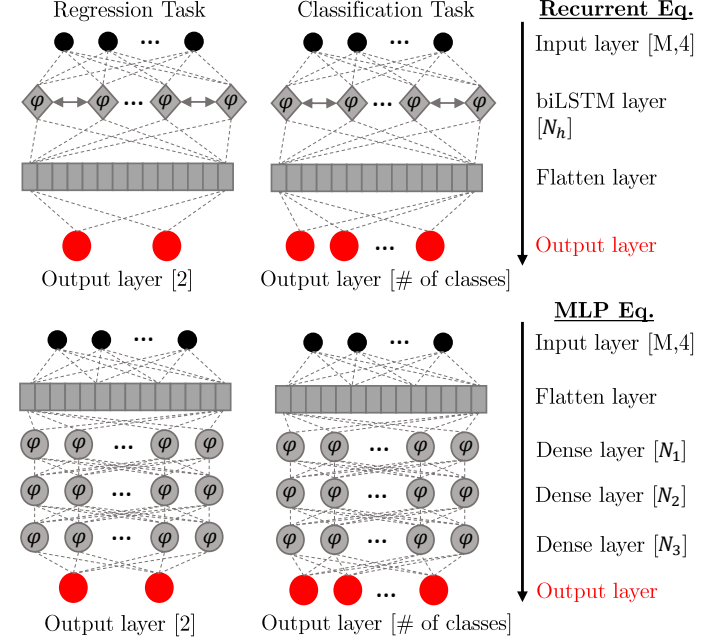 Regression Task
Classification Task
Recurrent Eq.
...
...
Input layer [M,4]
φ φ ... φ φ
φ φ ... φ φ
biLSTM layer
[N_h]
Flatten layer
...
Output layer
Output layer [2]
Output layer [# of classes]
MLP Eq.
...
...
Input layer [M,4]
Flatten layer
φ φ ... φ φ
φ φ ... φ φ
Dense layer [N_1]
φ φ ... φ φ
φ φ ... φ φ
Dense layer [N_2]
φ φ ... φ φ
φ φ ... φ φ
Dense layer [N_3]
...
Output layer
Output layer [2]
Output layer [# of classes]